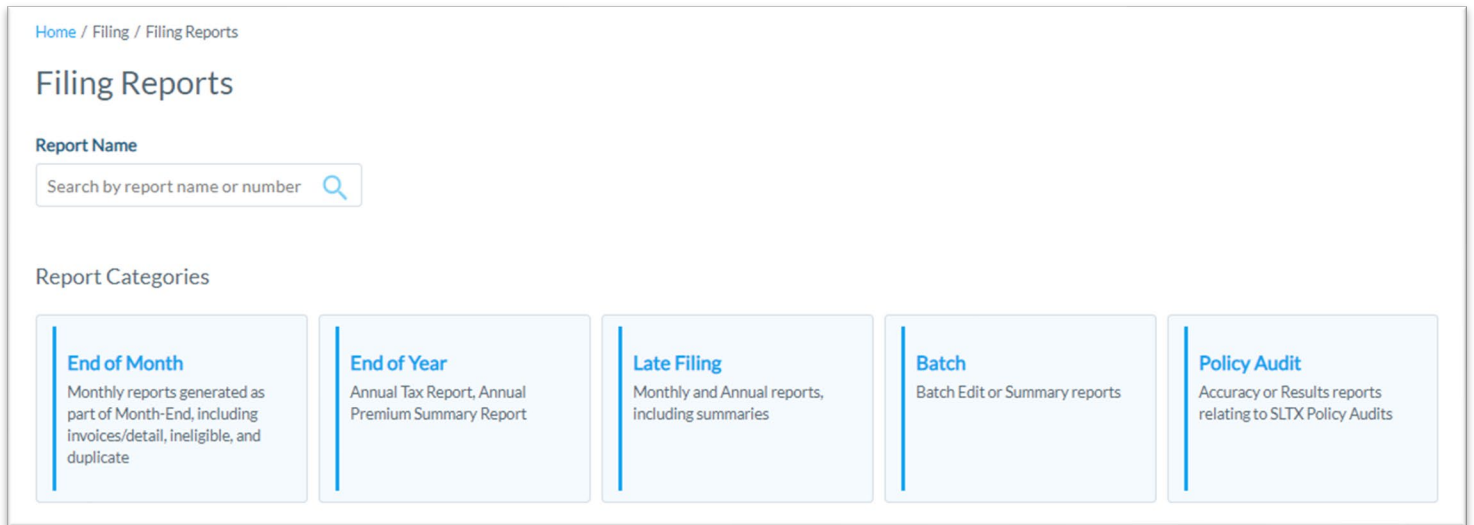 Home / Filing / Filing Reports
Filing Reports
Report Name
Search by report name or number
Report Categories
End of Month
Monthly reports generated as
part of Month-End, including
invoices/detail, ineligible, and
duplicate
End of Year
Annual Tax Report, Annual
Premium Summary Report
Late Filing
Monthly and Annual reports,
including summaries
Batch
Batch Edit or Summary reports
Policy Audit
Accuracy or Results reports
relating to SLTX Policy Audits